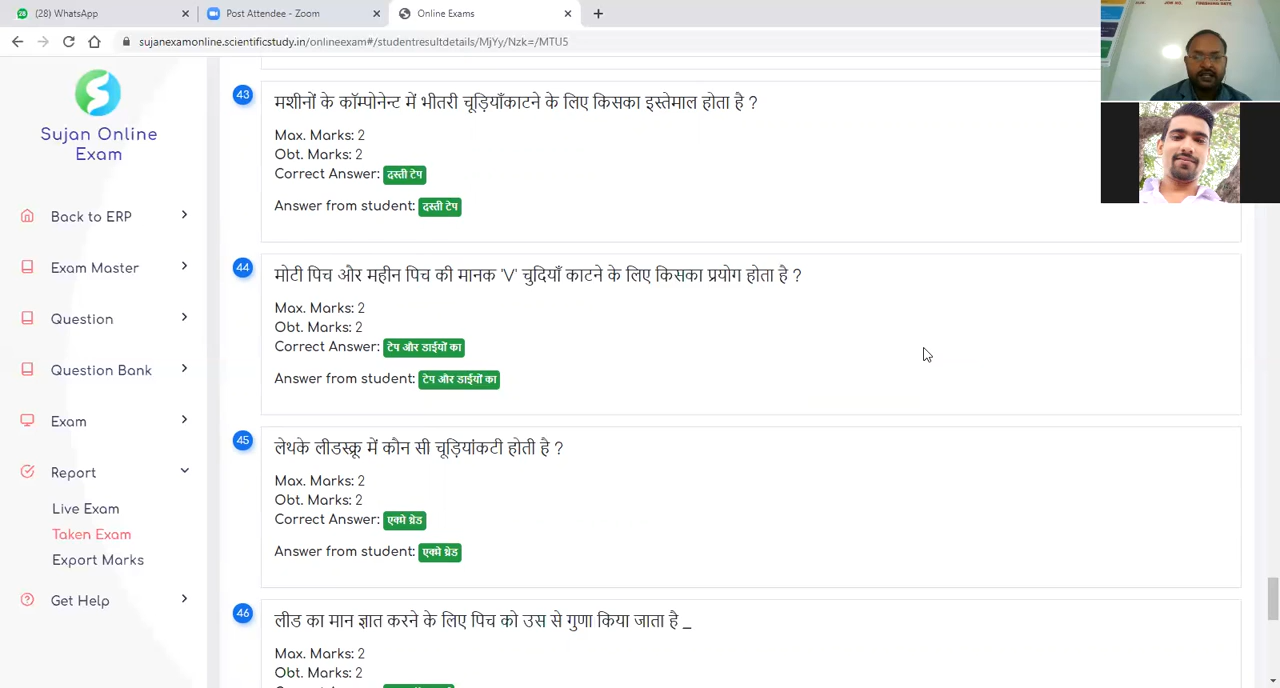 (28) WhatsApp
Post Attendee - Zoom
Online Exams
sujanexamonline.scientificstudy.in/onlineexam#/studentresultdetails/MjYy/Nzk=/MTU5
Sujan Online
Exam
Back to ERP
Exam Master
Question
Question Bank
Exam
Report
Live Exam
Taken Exam
Export Marks
Get Help
43
मशीनों के कॉम्पोनेन्ट में भीतरी चूड़ियाँकाटने के लिए किसका इस्तेमाल होता है ?
Max. Marks: 2
Obt. Marks: 2
Correct Answer: दस्ती टेप
Answer from student: दस्ती टेप
44
मोटी पिच और महीन पिच की मानक 'V' चुदियाँ काटने के लिए किसका प्रयोग होता है ?
Max. Marks: 2
Obt. Marks: 2
Correct Answer: टेप और डाईयों का
Answer from student: टेप और डाईयों का
45
लेथके लीडस्क्रू में कौन सी चूड़ियांकटी होती है ?
Max. Marks: 2
Obt. Marks: 2
Correct Answer: एक्मे थ्रेड
Answer from student: एक्मे थ्रेड
46
लीड का मान ज्ञात करने के लिए पिच को उस से गुणा किया जाता है _
Max. Marks: 2
Obt. Marks: 2